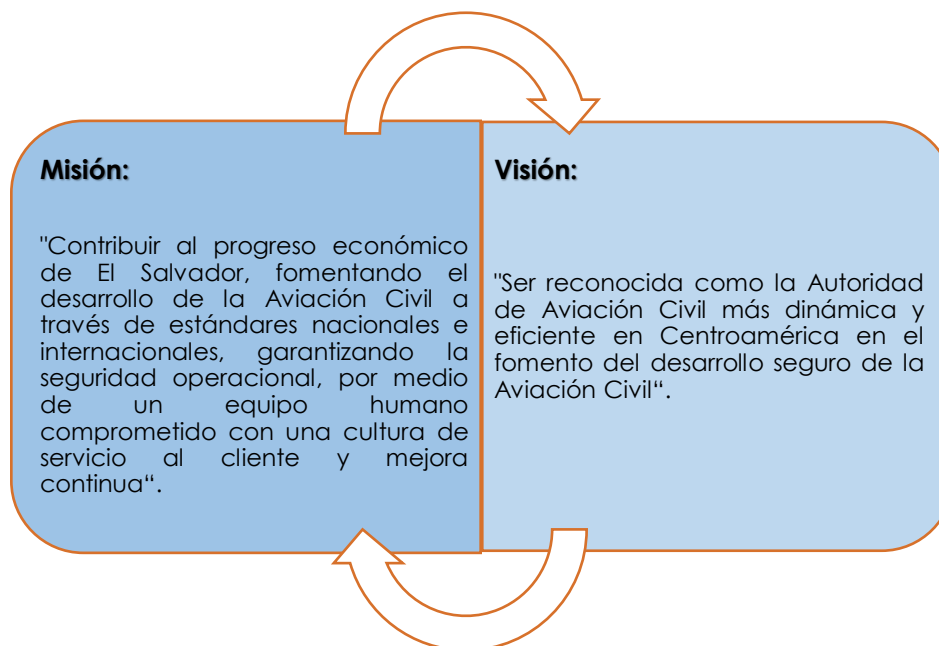 Misión:
"Contribuir al progreso económico
de El Salvador, fomentando el
desarrollo de la Aviación Civil a
través de estándares nacionales e
internacionales, garantizando la
seguridad operacional, por medio
de un equipo humano
comprometido con una cultura de
servicio al cliente y mejora
continua“.
Visión:
"Ser reconocida como la Autoridad
de Aviación Civil más dinámica y
eficiente en Centroamérica en el
fomento del desarrollo seguro de la
Aviación Civil“.